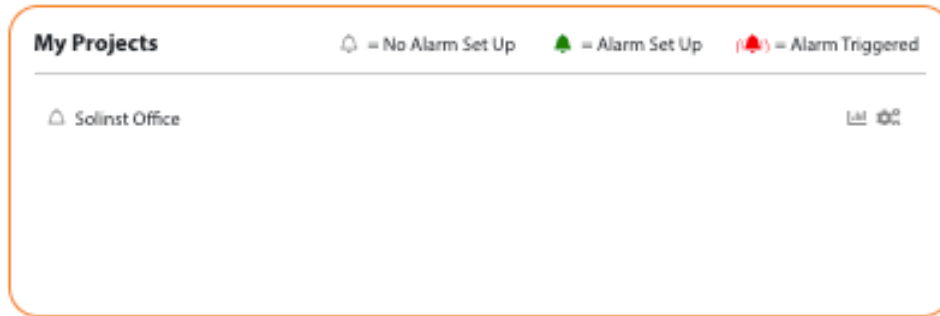 My Projects = No Alarm Set Up = Alarm Set Up = Alarm Triggered
Solinst Office